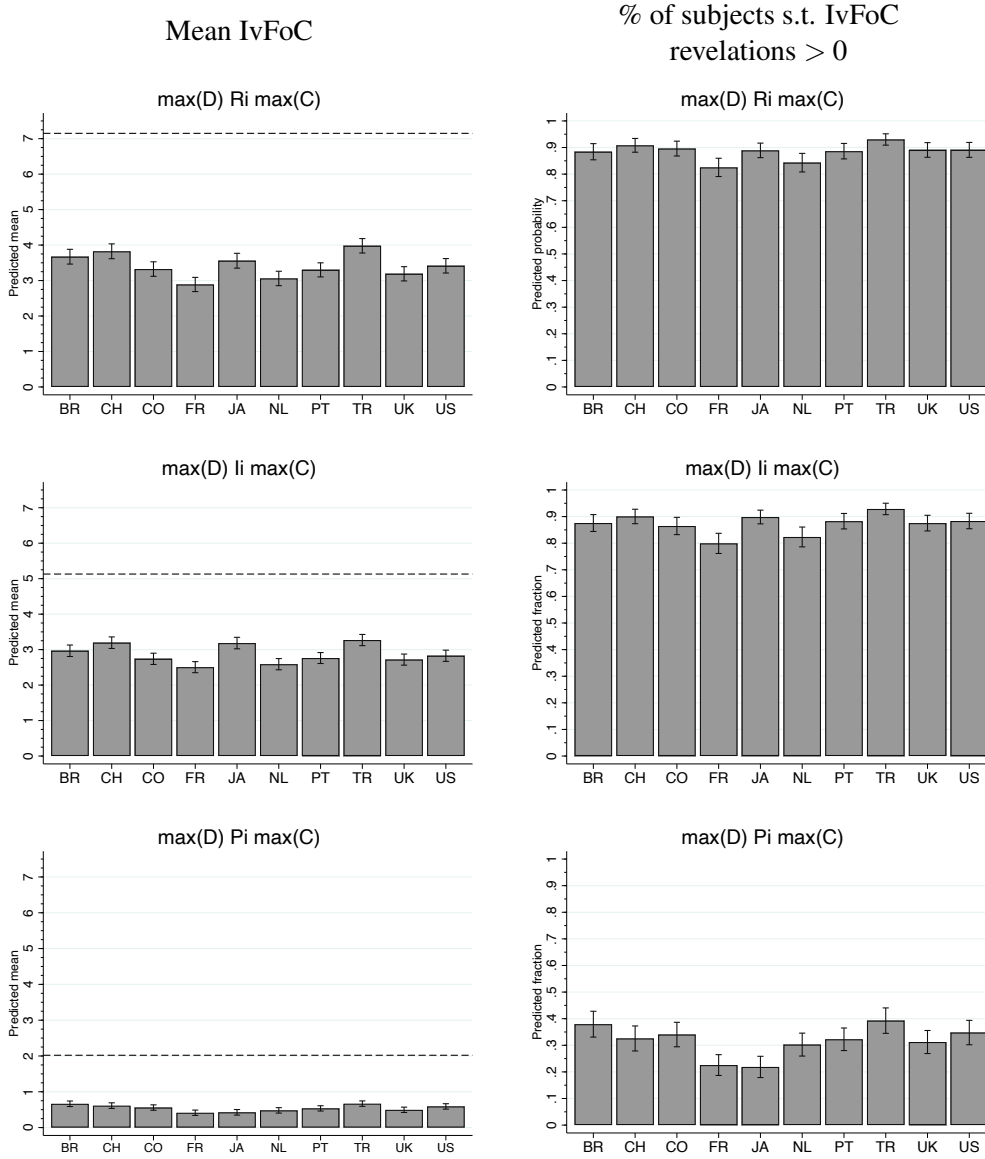 Mean IvFoC
% of subjects s.t. IvFoC
revelations > 0
max(D) Ri max(C)
Predicted mean
7
6
5
4
3
2
1
0
BR CH CO FR JA NL PT TR UK US
max(D) Ri max(C)
Predicted probability
1
.9
.8
.7
.6
.5
.4
.3
.2
.1
0
BR CH CO FR JA NL PT TR UK US
max(D) Ii max(C)
Predicted mean
7
6
5
4
3
2
1
0
BR CH CO FR JA NL PT TR UK US
max(D) Ii max(C)
Predicted fraction
1
.9
.8
.7
.6
.5
.4
.3
.2
.1
0
BR CH CO FR JA NL PT TR UK US
max(D) Pi max(C)
Predicted mean
7
6
5
4
3
2
1
0
BR CH CO FR JA NL PT TR UK US
max(D) Pi max(C)
Predicted fraction
1
.9
.8
.7
.6
.5
.4
.3
.2
.1
0
BR CH CO FR JA NL PT TR UK US